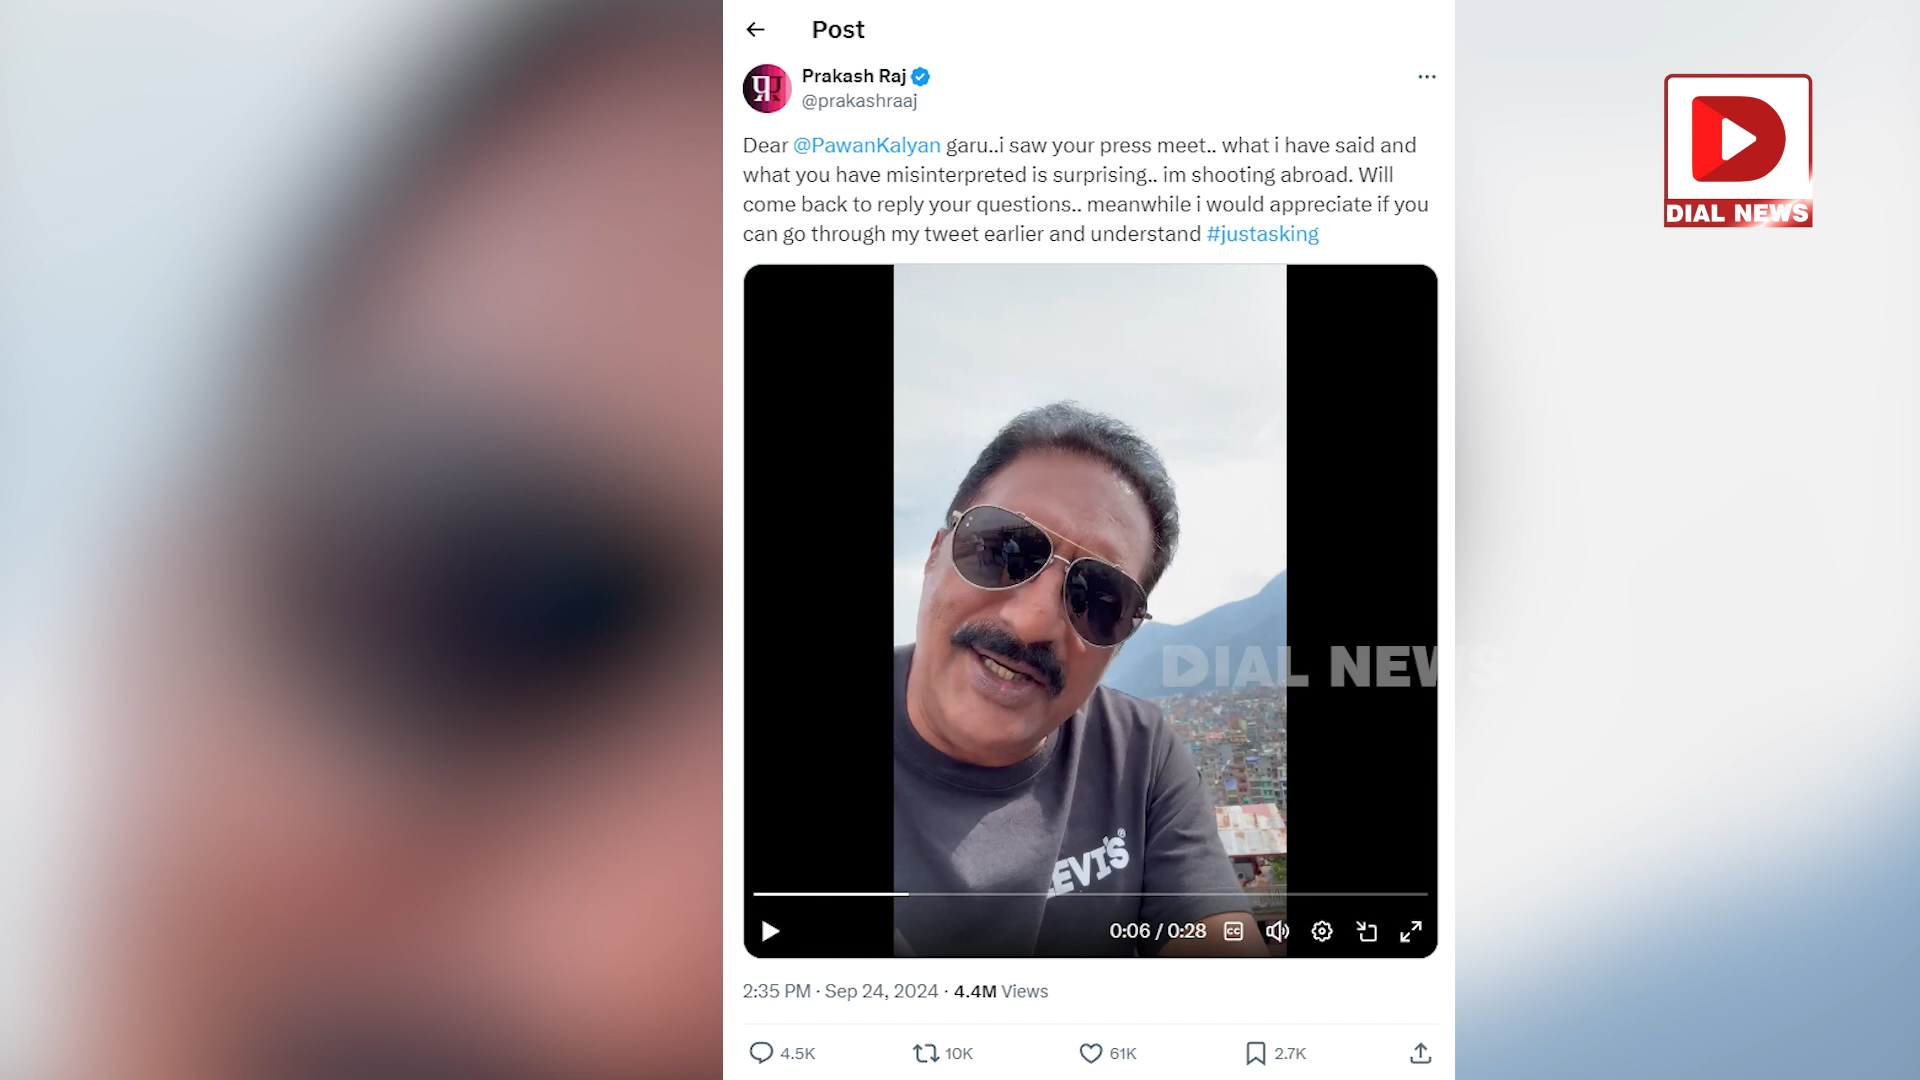 Post
Prakash Raj
@prakashraaj
Dear @PawanKalyan garu..i saw your press meet.. what i have said and
what you have misinterpreted is surprising.. im shooting abroad. Will
come back to reply your questions.. meanwhile i would appreciate if you
can go through my tweet earlier and understand #justasking
DIAL NEWS
DIAL NEWS
LEVI'S®
0:06 / 0:28
CC
2:35 PM · Sep 24, 2024 · 4.4M Views
4.5K
10K
61K
2.7K